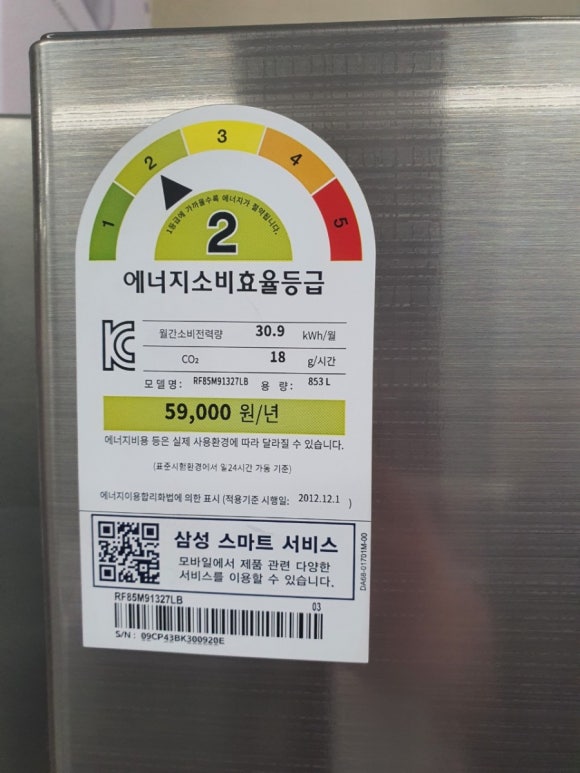 1 2 3 4 5
1등급에 가까울수록 에너지가 절약됩니다.
2
에너지소비효율등급
월간소비전력량 30.9 kWh/월
CO₂ 18 g/시간
모델명: RF85M91327LB 용량: 853 L
59,000 원/년
에너지비용 등은 실제 사용환경에 따라 달라질 수 있습니다.
(표준시험환경에서 일24시간 가동 기준)
에너지이용합리화법에 의한 표시 (적용기준 시행일: 2012.12.1 )
삼성 스마트 서비스
모바일에서 제품 관련 다양한
서비스를 이용할 수 있습니다.
DA68-01701M-00
RF85M91327LB 03
S/N : 09CP43BK300920E